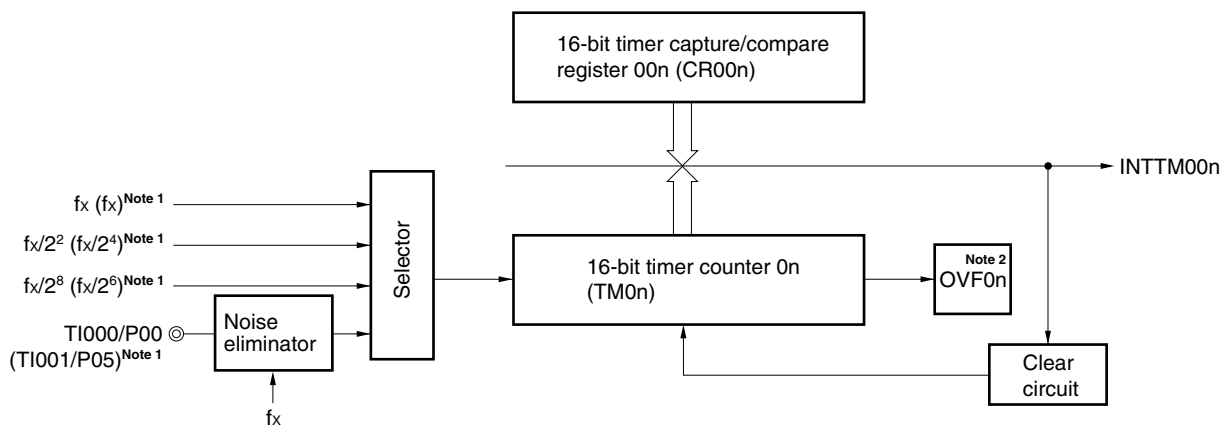 16-bit timer capture/compare
register 00n (CR00n)
INTTM00n
fX (fX)Note 1
fX/2² (fX/2⁴)Note 1
fX/2⁸ (fX/2⁶)Note 1
TI000/P00
(TI001/P05)Note 1
Noise
eliminator
fX
Selector
16-bit timer counter 0n
(TM0n)
Note 2
OVF0n
Clear
circuit